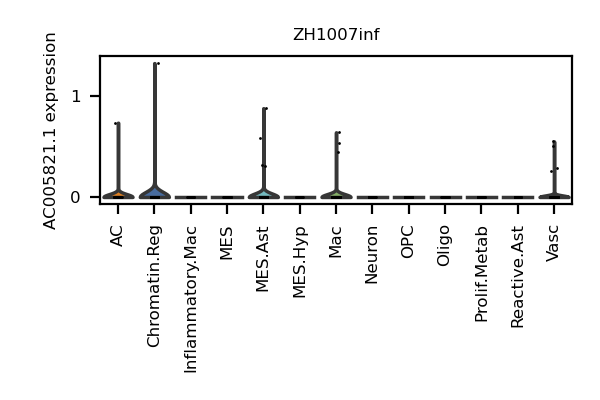 ZH1007inf
AC005821.1 expression
1
0
AC
Chromatin.Reg
Inflammatory.Mac
MES
MES.Ast
MES.Hyp
Mac
Neuron
OPC
Oligo
Prolif.Metab
Reactive.Ast
Vasc